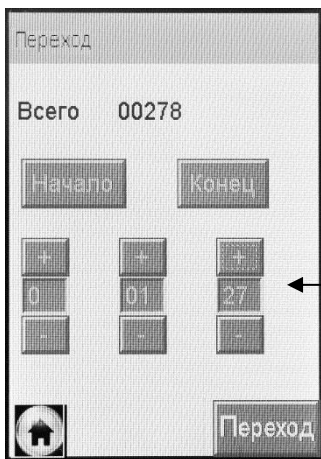 Переход
Всего 00278
Начало Конец
+ + +
0 01 27
- - -
Переход